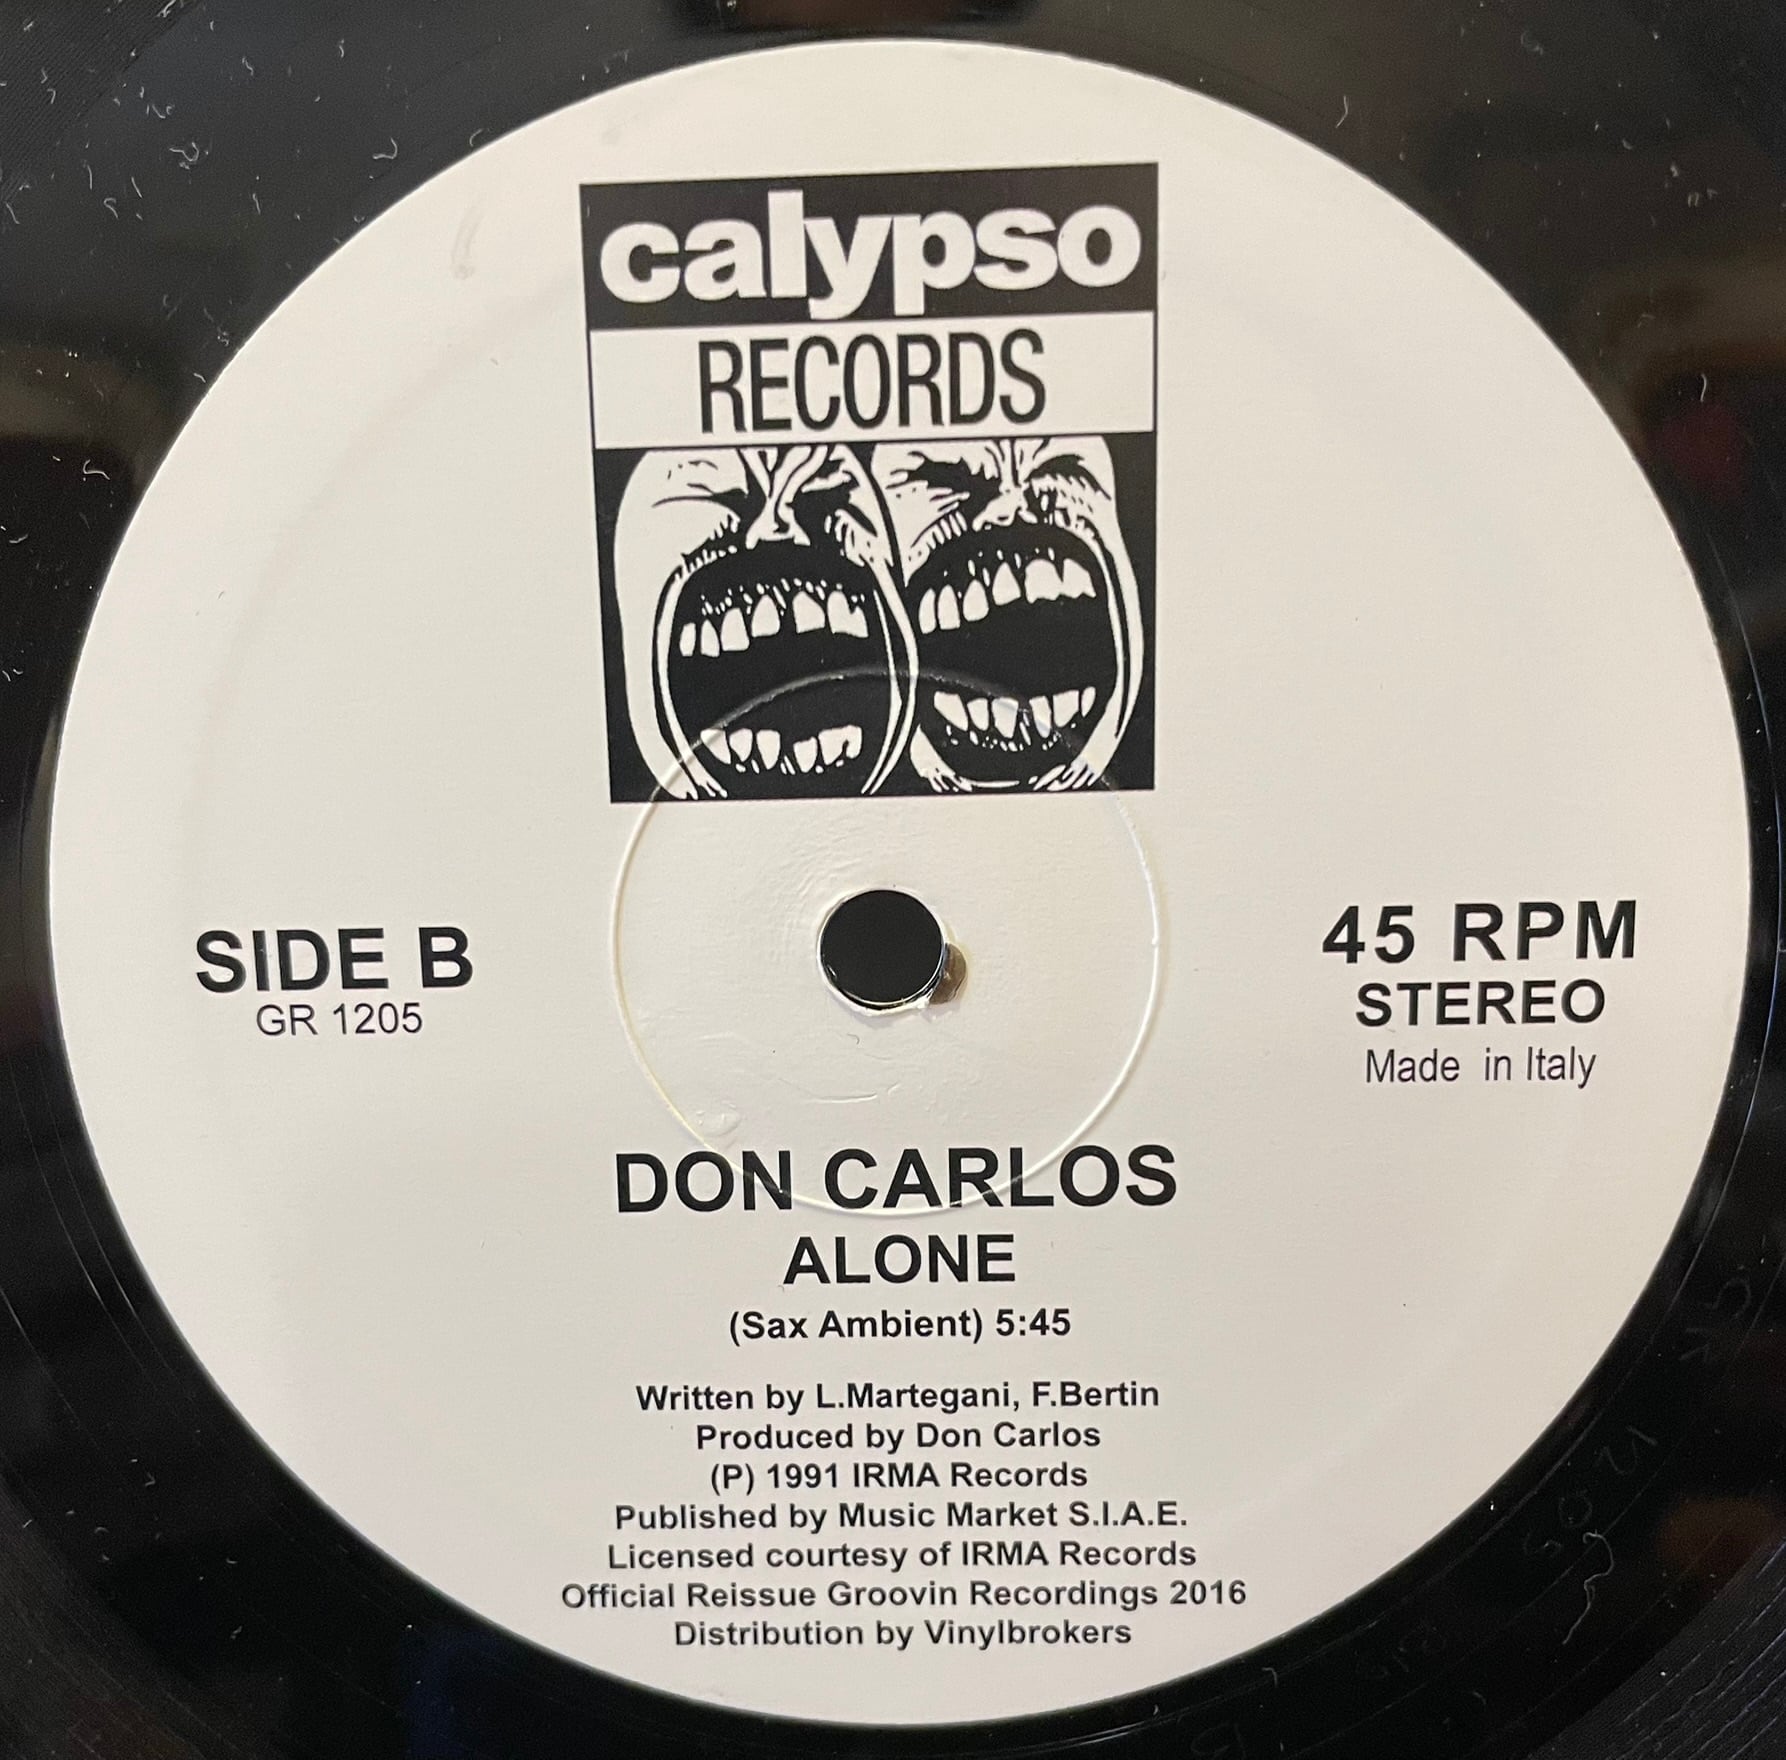 calypso
RECORDS
SIDE B
GR 1205
45 RPM
STEREO
Made in Italy
DON CARLOS
ALONE
(Sax Ambient) 5:45
Written by L.Martegani, F.Bertin
Produced by Don Carlos
(P) 1991 IRMA Records
Published by Music Market S.I.A.E.
Licensed courtesy of IRMA Records
Official Reissue Groovin Recordings 2016
Distribution by Vinylbrokers